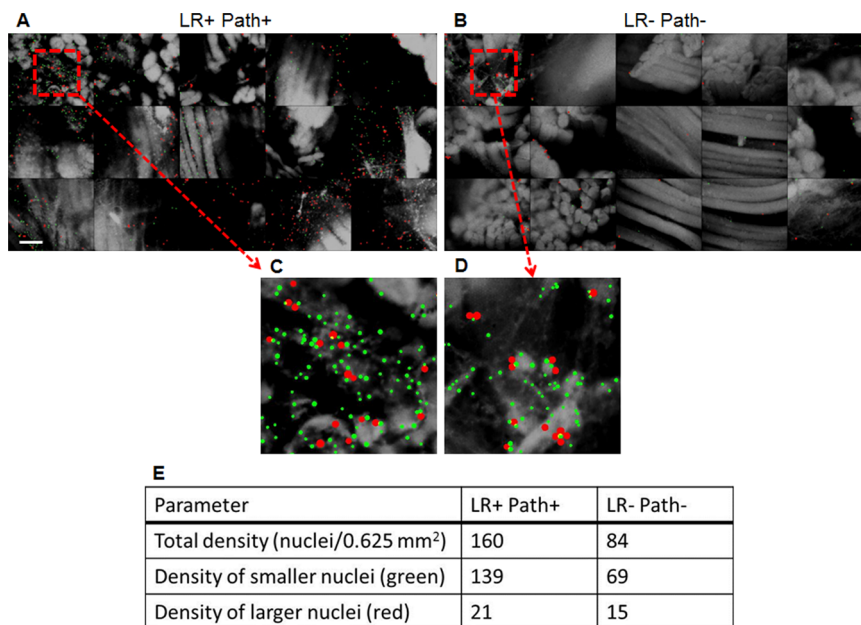 A
LR+ Path+
B
LR- Path-
C
D
E
Parameter LR+ Path+ LR- Path-
Total density (nuclei/0.625 mm²) 160 84
Density of smaller nuclei (green) 139 69
Density of larger nuclei (red) 21 15